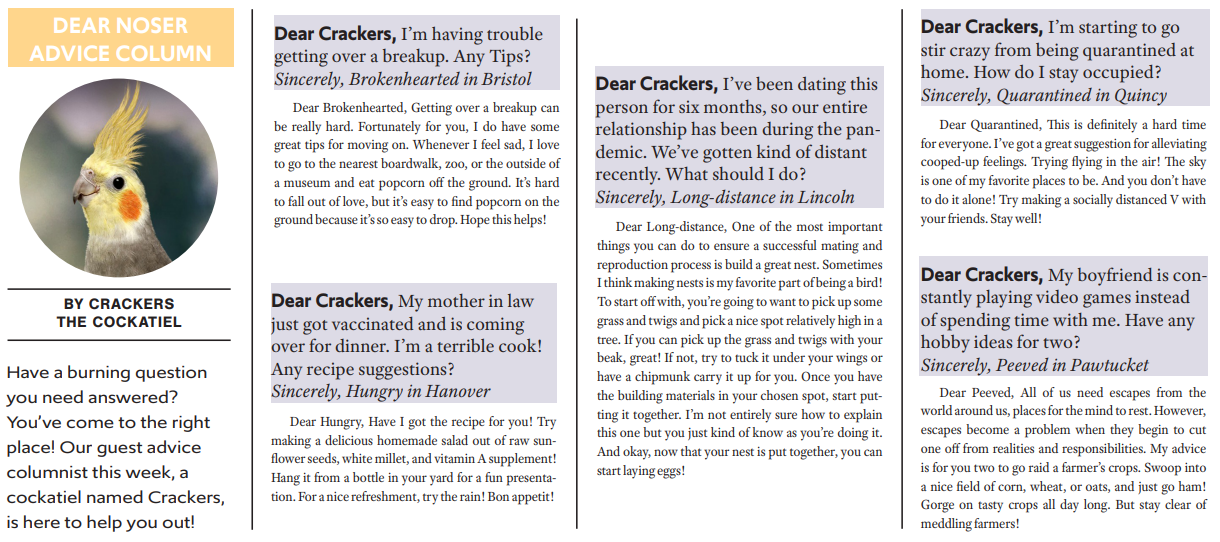 DEAR NOSER
ADVICE COLUMN
BY CRACKERS
THE COCKATIEL
Have a burning question
you need answered?
You've come to the right
place! Our guest advice
columnist this week, a
cockatiel named Crackers,
is here to help you out!
Dear Crackers, I'm having trouble
getting over a breakup. Any Tips?
Sincerely, Brokenhearted in Bristol
Dear Brokenhearted, Getting over a breakup can
be really hard. Fortunately for you, I do have some
great tips for moving on. Whenever I feel sad, I love
to go to the nearest boardwalk, zoo, or the outside of
a museum and eat popcorn off the ground. It's hard
to fall out of love, but it's easy to find popcorn on the
ground because it's so easy to drop. Hope this helps!
Dear Crackers, My mother in law
just got vaccinated and is coming
over for dinner. I'm a terrible cook!
Any recipe suggestions?
Sincerely, Hungry in Hanover
Dear Hungry, Have I got the recipe for you! Try
making a delicious homemade salad out of raw sun-
flower seeds, white millet, and vitamin A supplement!
Hang it from a bottle in your yard for a fun presenta-
tion. For a nice refreshment, try the rain! Bon appetit!
Dear Crackers, I've been dating this
person for six months, so our entire
relationship has been during the pan-
demic. We've gotten kind of distant
recently. What should I do?
Sincerely, Long-distance in Lincoln
Dear Long-distance, One of the most important
things you can do to ensure a successful mating and
reproduction process is build a great nest. Sometimes
I think making nests is my favorite part of being a bird!
To start off with, you're going to want to pick up some
grass and twigs and pick a nice spot relatively high in a
tree. If you can pick up the grass and twigs with your
beak, great! If not, try to tuck it under your wings or
have a chipmunk carry it up for you. Once you have
the building materials in your chosen spot, start put-
ting it together. I'm not entirely sure how to explain
this one but you just kind of know as you're doing it.
And okay, now that your nest is put together, you can
start laying eggs!
Dear Crackers, I'm starting to go
stir crazy from being quarantined at
home. How do I stay occupied?
Sincerely, Quarantined in Quincy
Dear Quarantined, This is definitely a hard time
for everyone. I've got a great suggestion for alleviating
cooped-up feelings. Trying flying in the air! The sky
is one of my favorite places to be. And you don't have
to do it alone! Try making a socially distanced V with
your friends. Stay well!
Dear Crackers, My boyfriend is con-
stantly playing video games instead
of spending time with me. Have any
hobby ideas for two?
Sincerely, Peeved in Pawtucket
Dear Peeved, All of us need escapes from the
world around us, places for the mind to rest. However,
escapes become a problem when they begin to cut
one off from realities and responsibilities. My advice
is for you two to go raid a farmer's crops. Swoop into
a nice field of corn, wheat, or oats, and just go ham!
Gorge on tasty crops all day long. But stay clear of
meddling farmers!